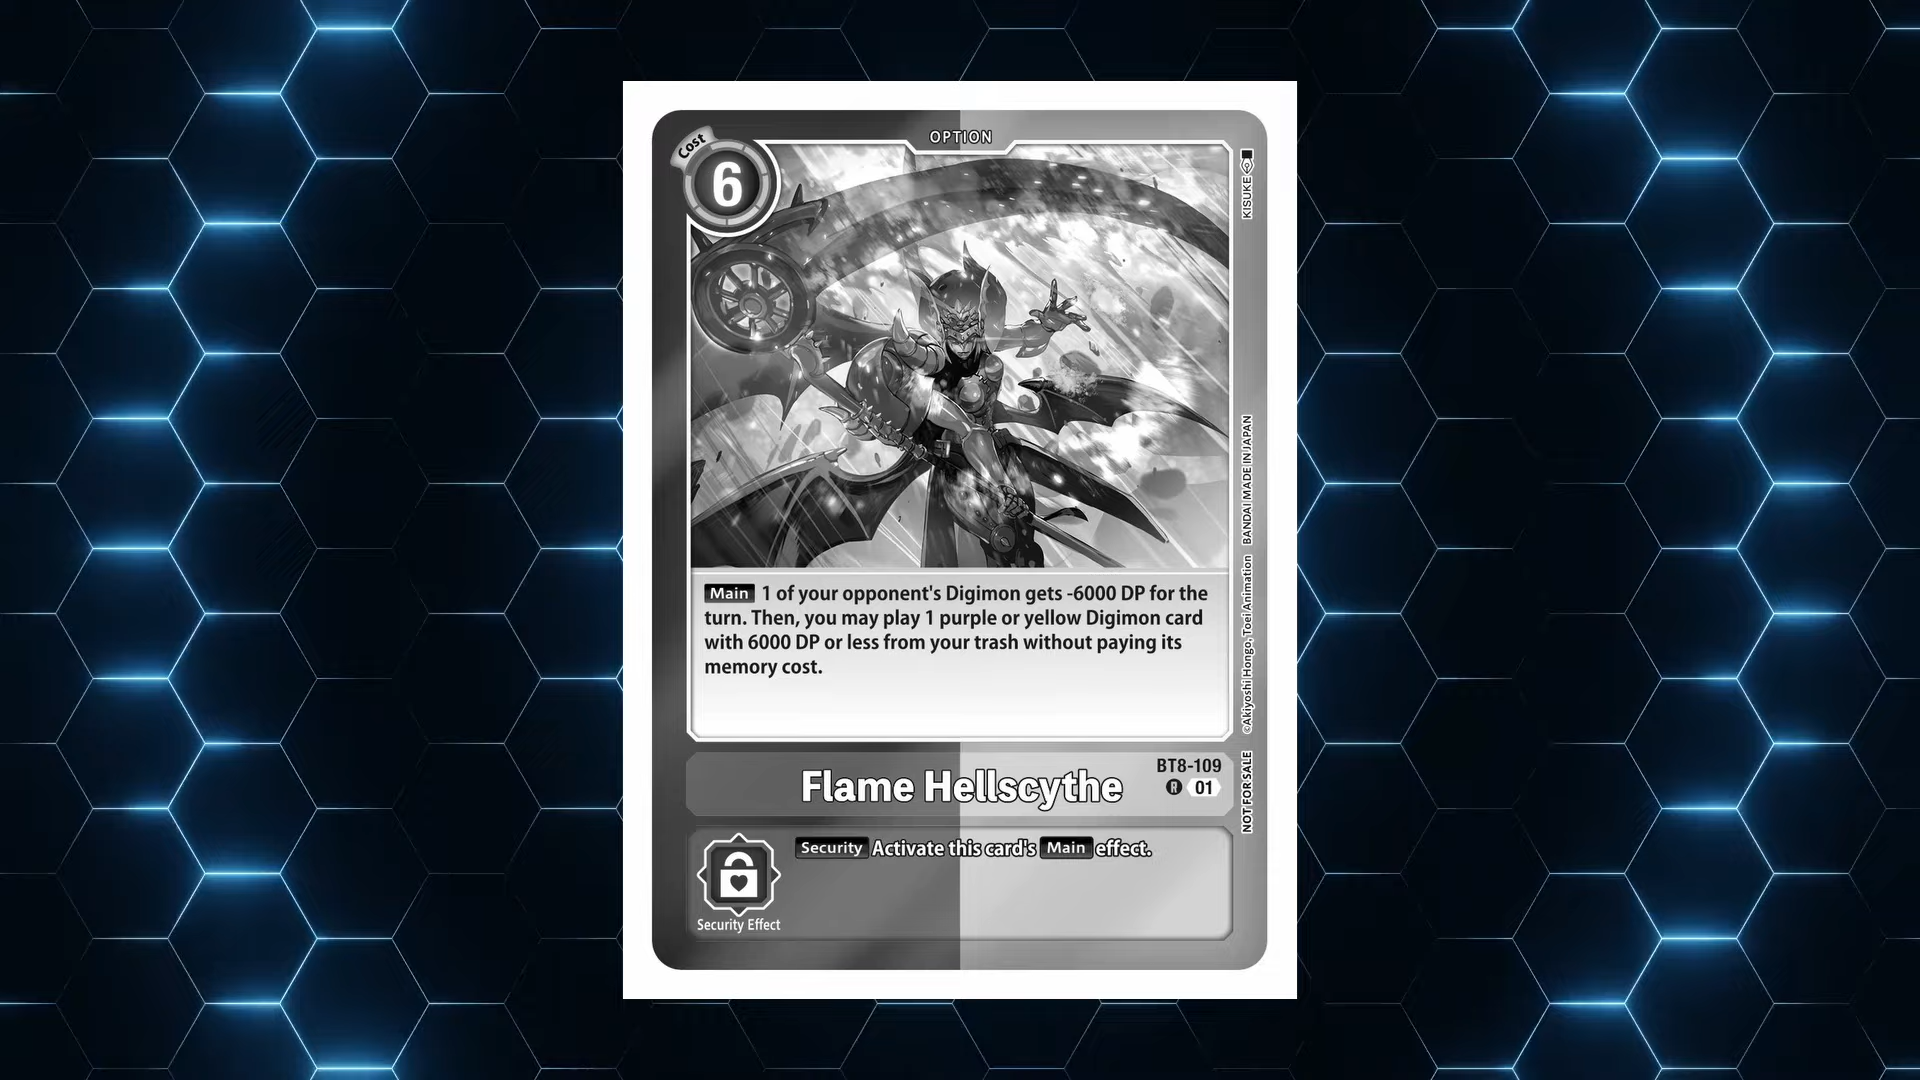 OPTION
Cost
6
KISUKE
Main 1 of your opponent's Digimon gets -6000 DP for the
turn. Then, you may play 1 purple or yellow Digimon card
with 6000 DP or less from your trash without paying its
memory cost.
©Akiyoshi Hongo, Toei Animation BANDAI MADE IN JAPAN
NOT FOR SALE
BT8-109
Flame Hellscythe
R 01
Security Activate this card's Main effect.
Security Effect